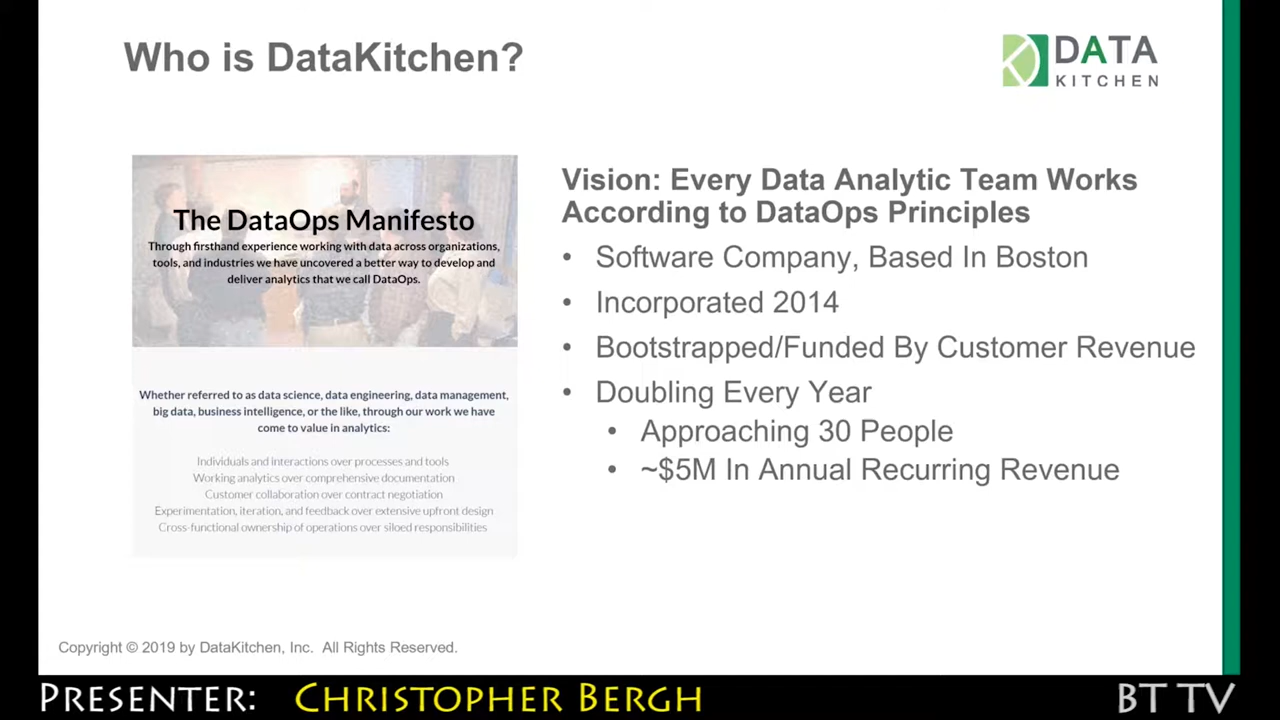 Who is DataKitchen?
DATA
KITCHEN
The DataOps Manifesto
Through firsthand experience working with data across organizations,
tools, and industries we have uncovered a better way to develop and
deliver analytics that we call DataOps.
Whether referred to as data science, data engineering, data management,
big data, business intelligence, or the like, through our work we have
come to value in analytics:
Individuals and interactions over processes and tools
Working analytics over comprehensive documentation
Customer collaboration over contract negotiation
Experimentation, iteration, and feedback over extensive upfront design
Cross-functional ownership of operations over siloed responsibilities
Vision: Every Data Analytic Team Works
According to DataOps Principles
• Software Company, Based In Boston
• Incorporated 2014
• Bootstrapped/Funded By Customer Revenue
• Doubling Every Year
• Approaching 30 People
• ~$5M In Annual Recurring Revenue
Copyright © 2019 by DataKitchen, Inc. All Rights Reserved.
PRESENTER: CHRISTOPHER BERGH
BT TV